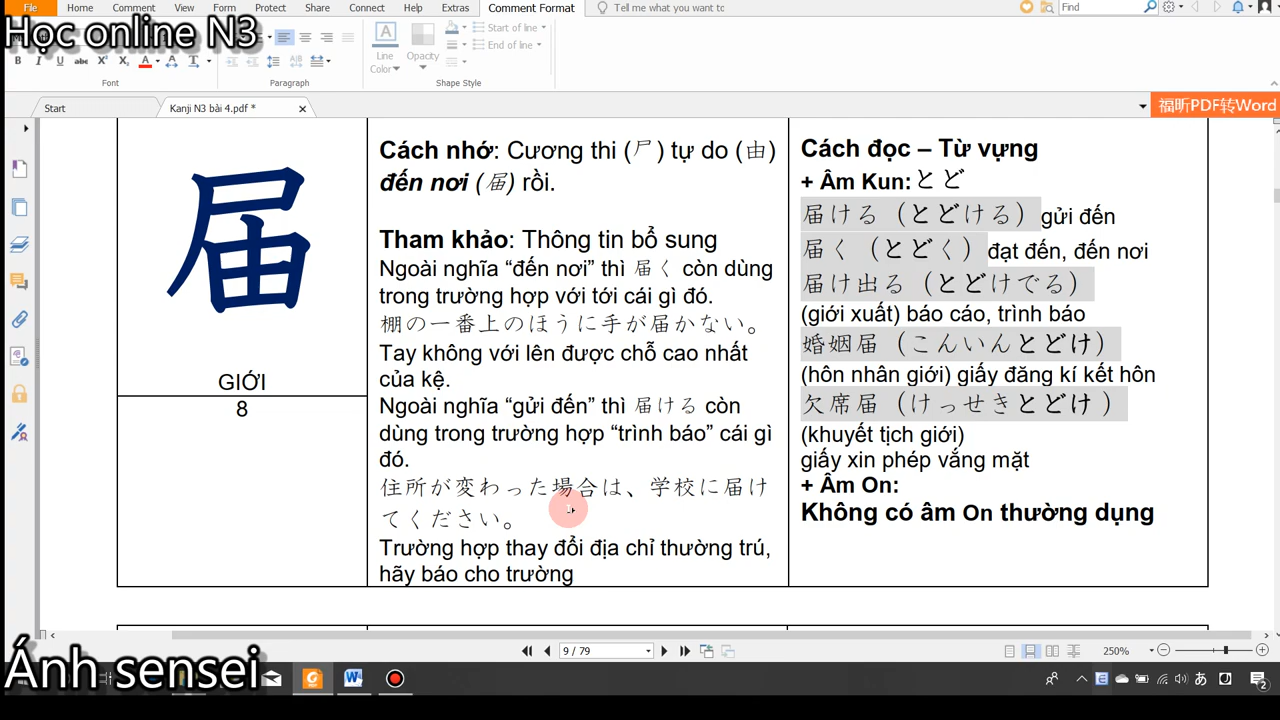 File Home Comment View Form Protect Share Connect Help Extras Comment Format Tell me what you want tc Find
Học online N3
Line Color
Opacity
Start of line
End of line
Font Paragraph Shape Style
Start Kanji N3 bài 4.pdf * 福昕PDF转Word
届
GIỚI
8
Cách nhớ: Cương thi (尸) tự do (由)
đến nơi (届) rồi.
Tham khảo: Thông tin bổ sung
Ngoài nghĩa “đến nơi” thì 届く còn dùng
trong trường hợp với tới cái gì đó.
棚の一番上のほうに手が届かない。
Tay không với lên được chỗ cao nhất
của kệ.
Ngoài nghĩa “gửi đến” thì 届ける còn
dùng trong trường hợp “trình báo” cái gì
đó.
住所が変わった場合は、学校に届け
てください。
Trường hợp thay đổi địa chỉ thường trú,
hãy báo cho trường
Cách đọc – Từ vựng
+ Âm Kun:とど
届ける（とどける）gửi đến
届く（とどく）đạt đến, đến nơi
届け出る（とどけでる）
(giới xuất) báo cáo, trình báo
婚姻届（こんいんとどけ）
(hôn nhân giới) giấy đăng kí kết hôn
欠席届（けっせきとどけ ）
(khuyết tịch giới)
giấy xin phép vắng mặt
+ Âm On:
Không có âm On thường dụng
9 / 79
250%
Ánh sensei